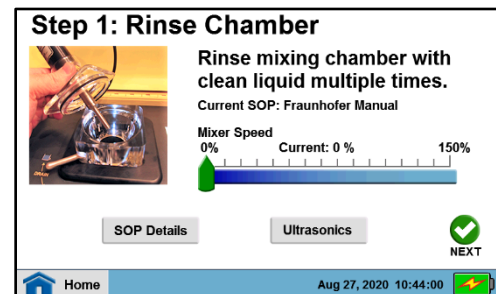 Step 1: Rinse Chamber
Rinse mixing chamber with
clean liquid multiple times.
Current SOP: Fraunhofer Manual
Mixer Speed
0% Current: 0 % 150%
SOP Details
Ultrasonics
NEXT
Home
Aug 27, 2020 10:44:00